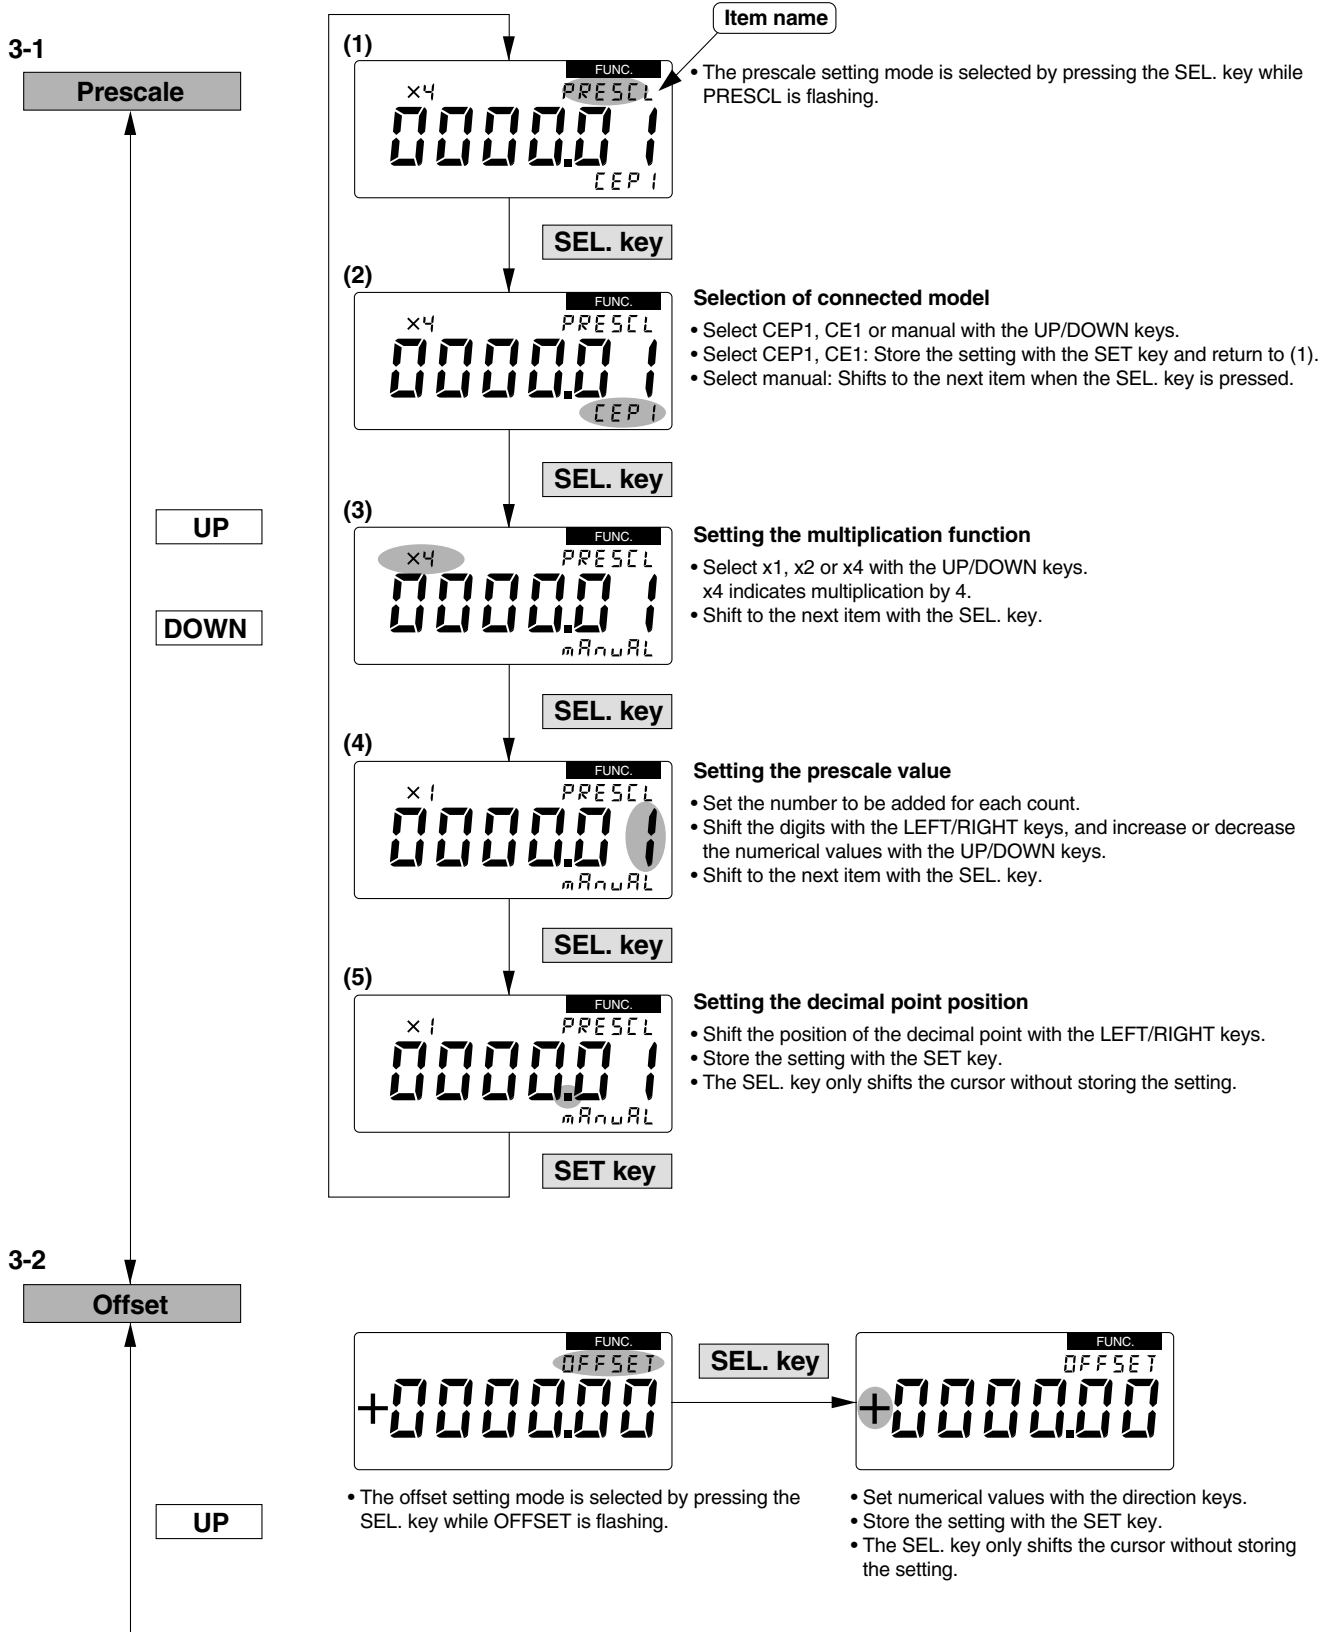 Item name
3-1
Prescale
(1)
FUNC.
×4 PRESCL
0000.01
CEP1
• The prescale setting mode is selected by pressing the SEL. key while
PRESCL is flashing.
SEL. key
(2)
FUNC.
×4 PRESCL
0000.01
CEP1
Selection of connected model
• Select CEP1, CE1 or manual with the UP/DOWN keys.
• Select CEP1, CE1: Store the setting with the SET key and return to (1).
• Select manual: Shifts to the next item when the SEL. key is pressed.
SEL. key
UP
DOWN
(3)
FUNC.
×4 PRESCL
0000.01
mAnuAL
Setting the multiplication function
• Select x1, x2 or x4 with the UP/DOWN keys.
x4 indicates multiplication by 4.
• Shift to the next item with the SEL. key.
SEL. key
(4)
FUNC.
×1 PRESCL
0000.01
mAnuAL
Setting the prescale value
• Set the number to be added for each count.
• Shift the digits with the LEFT/RIGHT keys, and increase or decrease
the numerical values with the UP/DOWN keys.
• Shift to the next item with the SEL. key.
SEL. key
(5)
FUNC.
×1 PRESCL
0000.01
mAnuAL
Setting the decimal point position
• Shift the position of the decimal point with the LEFT/RIGHT keys.
• Store the setting with the SET key.
• The SEL. key only shifts the cursor without storing the setting.
SET key
3-2
Offset
FUNC.
OFFSET
+0000.00
SEL. key
FUNC.
OFFSET
+0000.00
UP
• The offset setting mode is selected by pressing the
SEL. key while OFFSET is flashing.
• Set numerical values with the direction keys.
• Store the setting with the SET key.
• The SEL. key only shifts the cursor without storing
the setting.